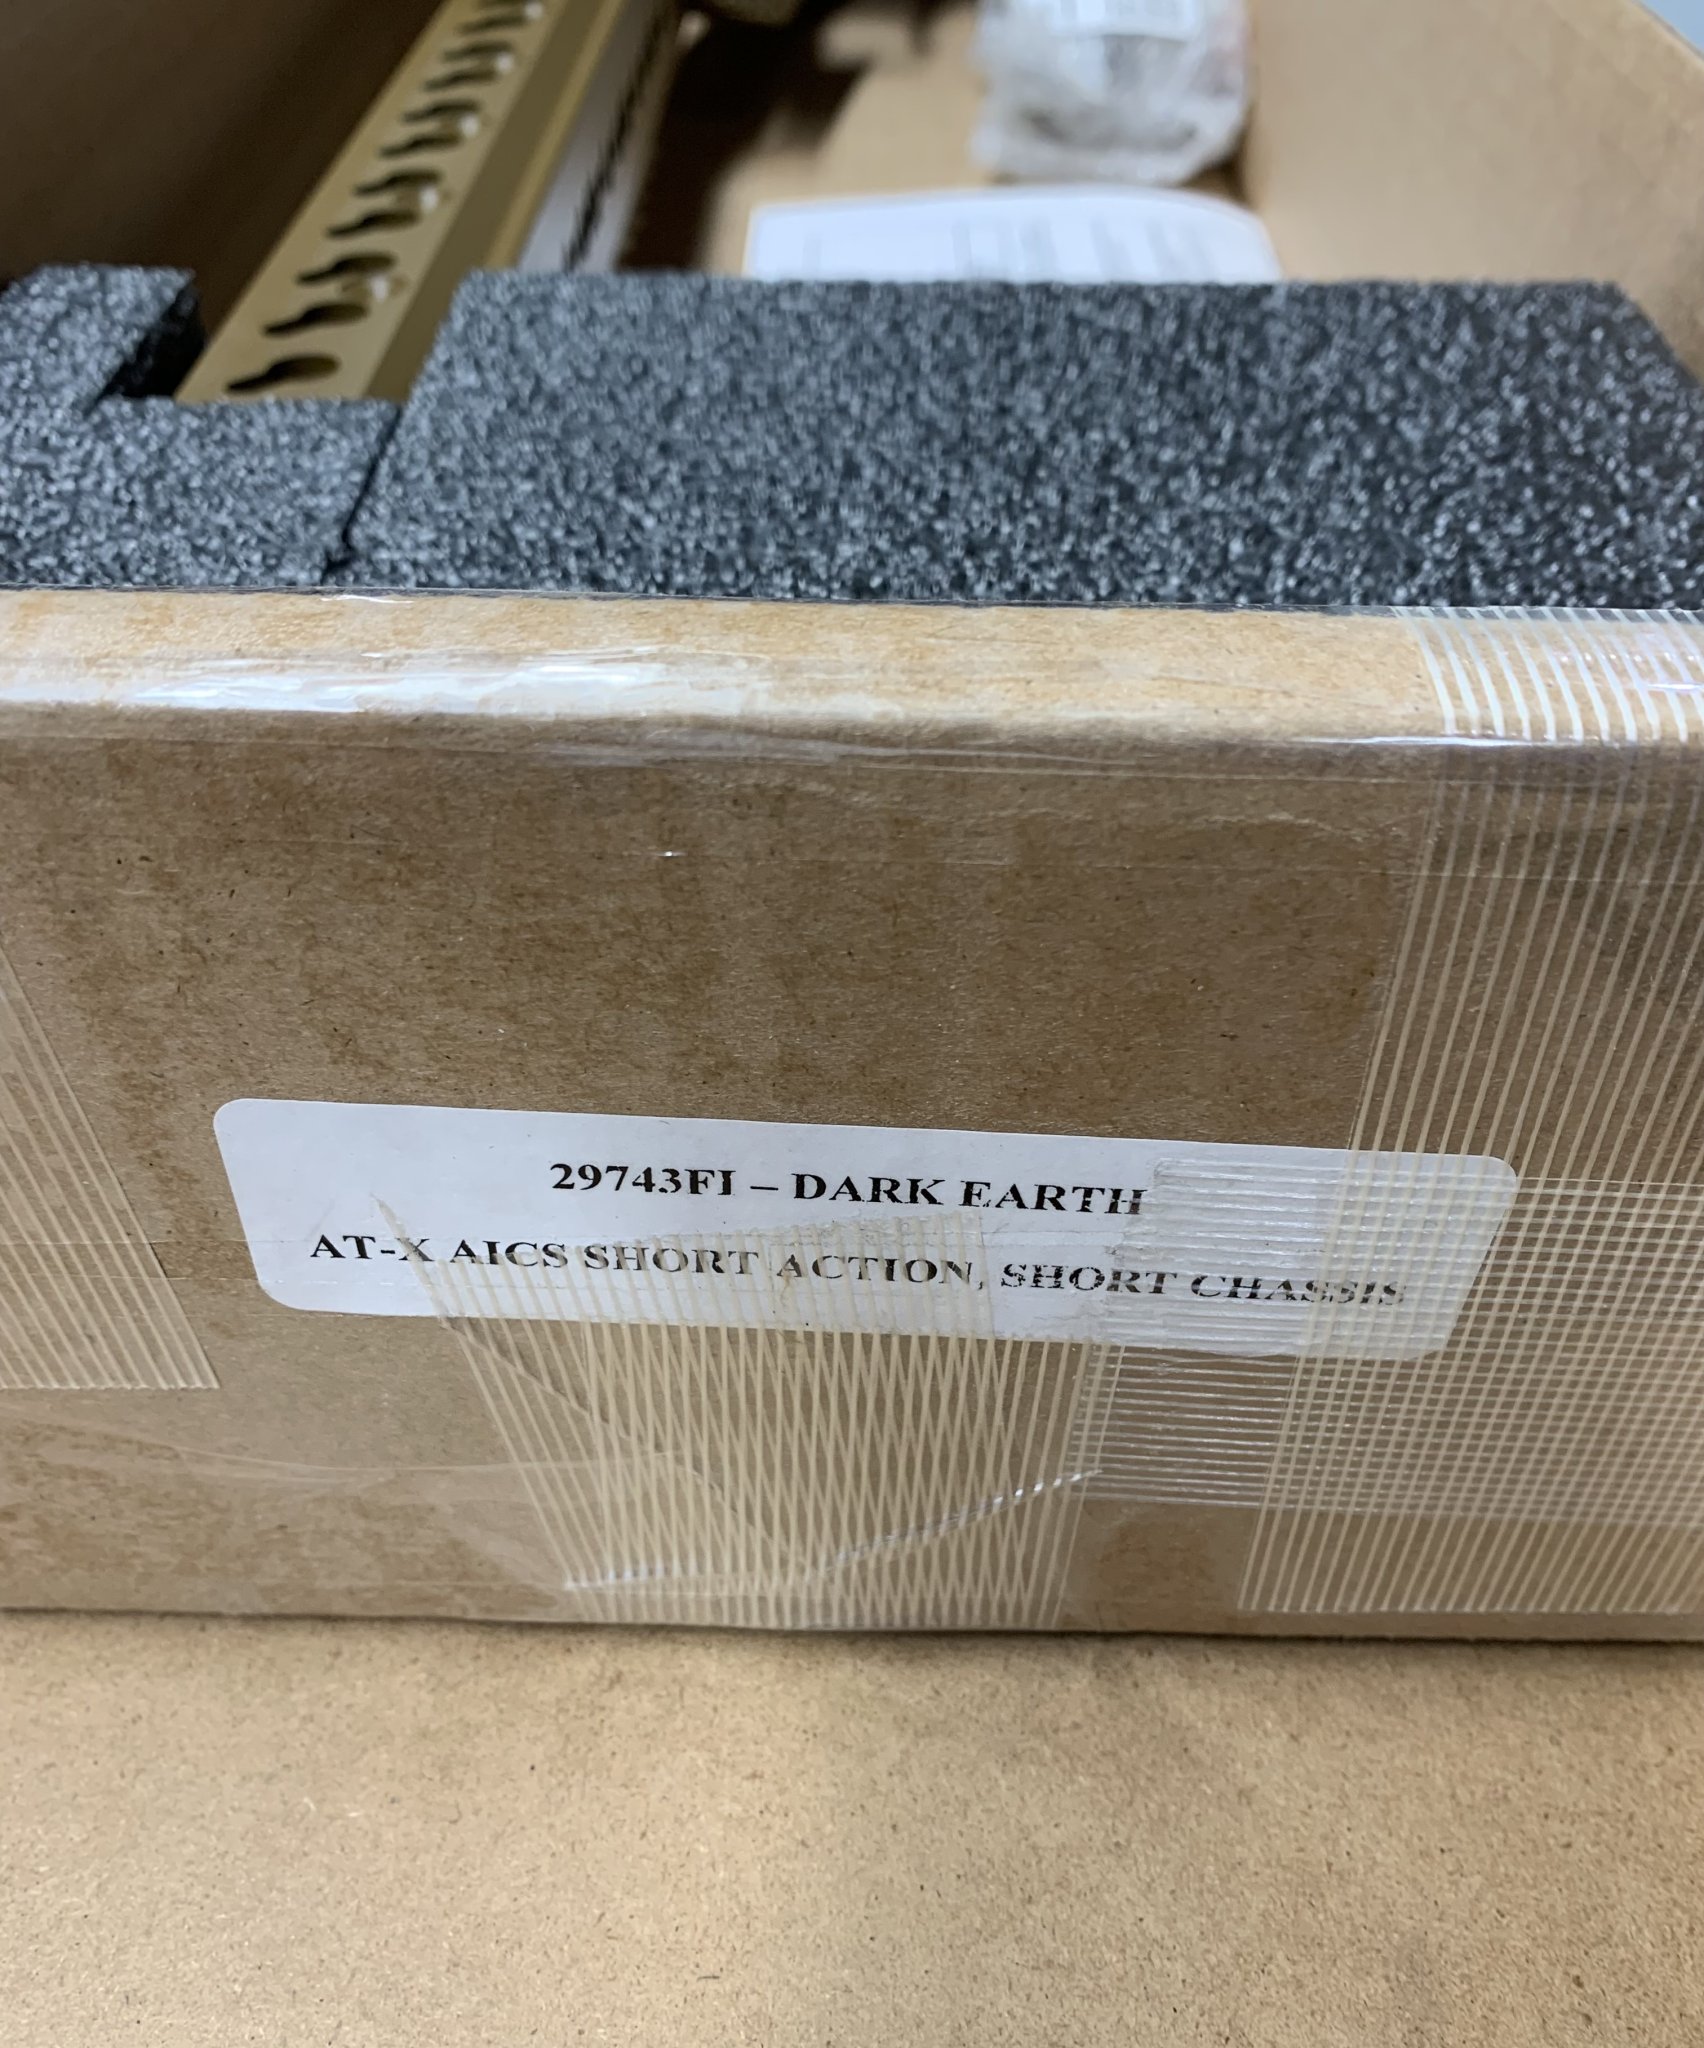 29743FI – DARK EARTH
AT-X AICS SHORT ACTION, SHORT CHASSIS